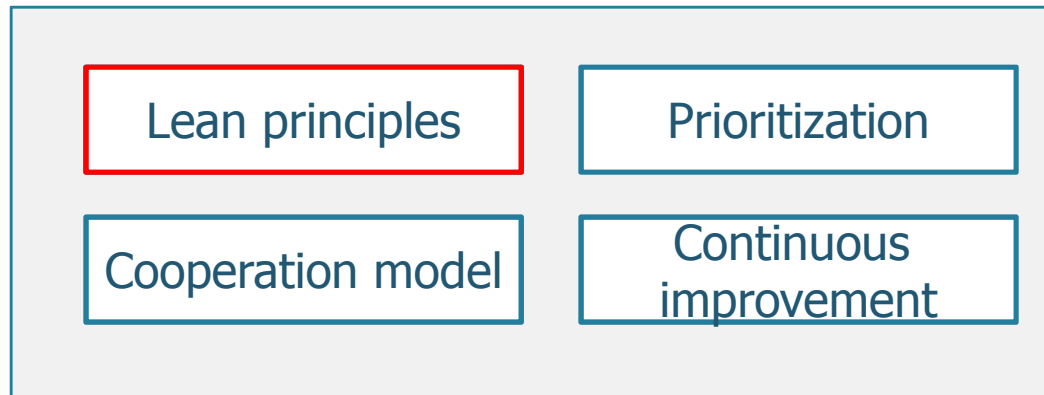 Lean principles
Prioritization
Cooperation model
Continuous
improvement